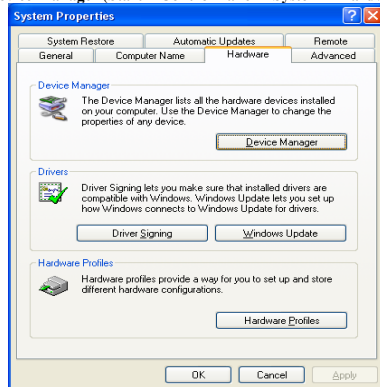 System Properties
System Restore Automatic Updates Remote
General Computer Name Hardware Advanced
Device Manager
The Device Manager lists all the hardware devices installed
on your computer. Use the Device Manager to change the
properties of any device.
Device Manager
Drivers
Driver Signing lets you make sure that installed drivers are
compatible with Windows. Windows Update lets you set up
how Windows connects to Windows Update for drivers.
Driver Signing Windows Update
Hardware Profiles
Hardware profiles provide a way for you to set up and store
different hardware configurations.
Hardware Profiles
OK Cancel Apply